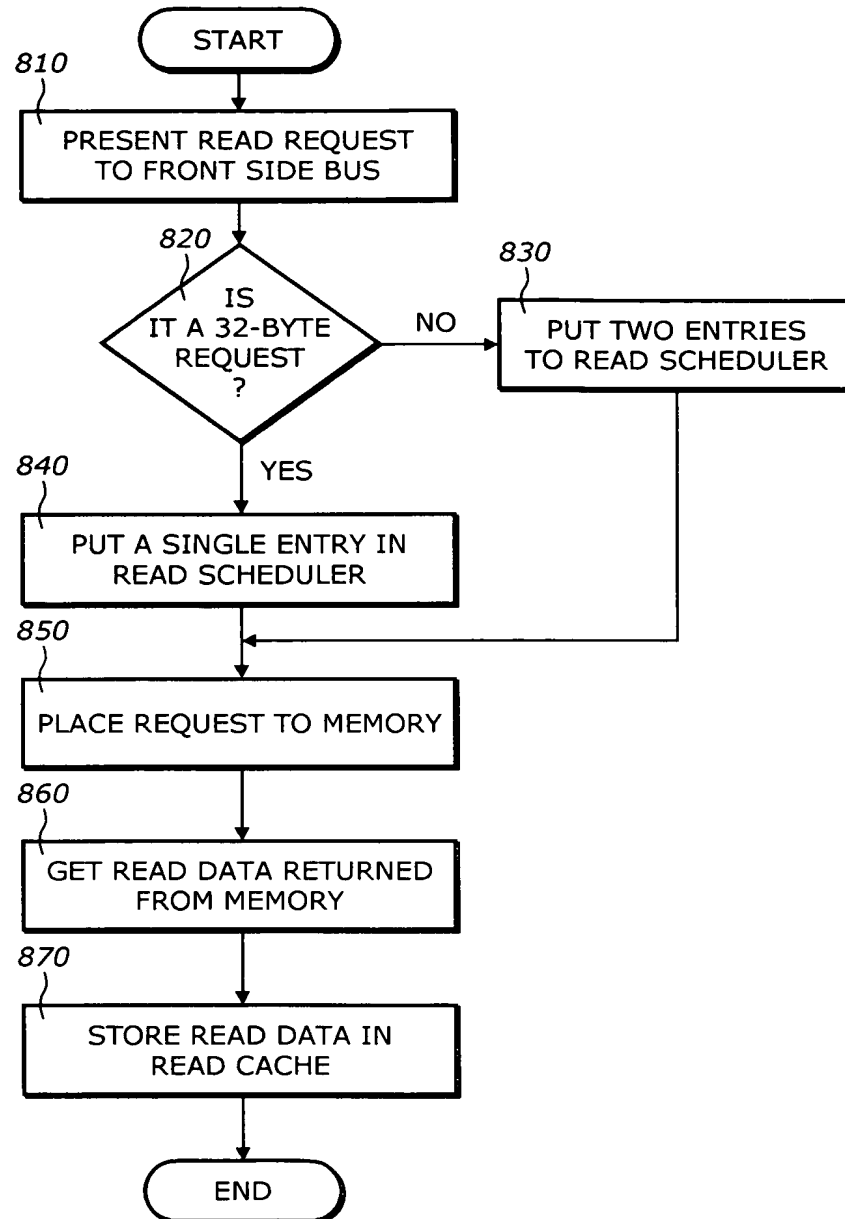 START
810
PRESENT READ REQUEST
TO FRONT SIDE BUS
820
IS
IT A 32-BYTE
REQUEST
?
NO
830
PUT TWO ENTRIES
TO READ SCHEDULER
YES
840
PUT A SINGLE ENTRY IN
READ SCHEDULER
850
PLACE REQUEST TO MEMORY
860
GET READ DATA RETURNED
FROM MEMORY
870
STORE READ DATA IN
READ CACHE
END